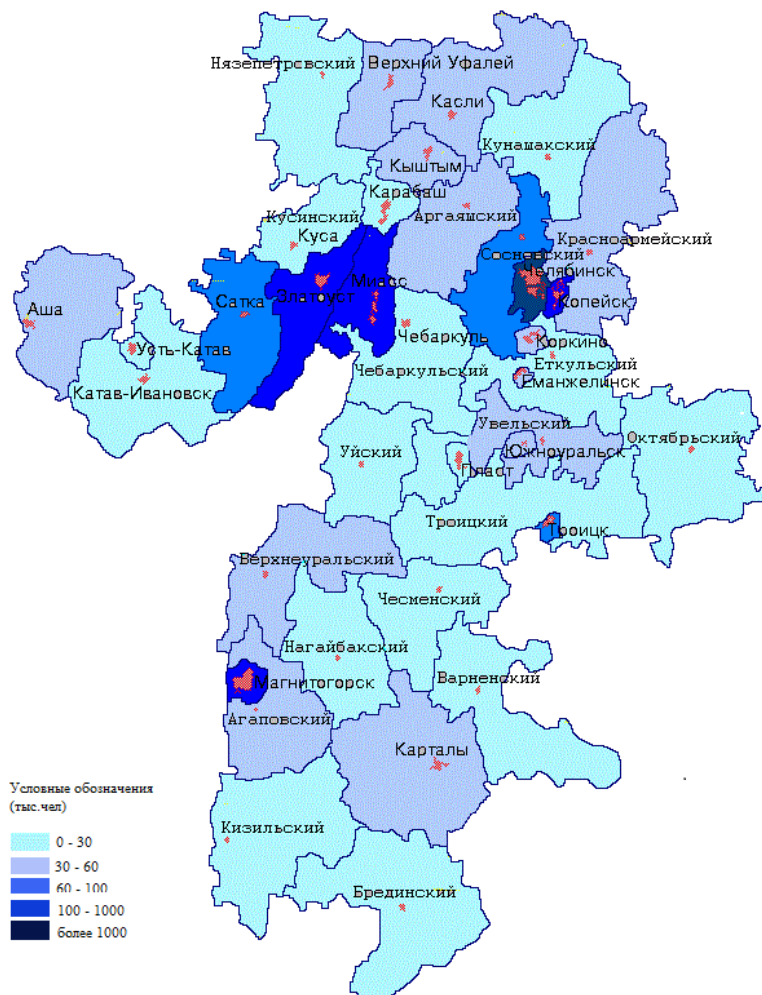 Нязепетровский
Верхний Уфалей
Касли
Кунашакский
Кыштым
Карабаш
Аргаяшский
Кусинский
Куса
Красноармейский
Сосновский
Челябинск
Миасс
Златоуст
Копейск
Сатка
Аша
Чебаркуль
Коркино
Усть-Катав
Еткульский
Чебаркульский
Еманжелинск
Катав-Ивановск
Увельский
Октябрьский
Уйский
Южноуральск
Пласт
Троицкий
Троицк
Верхнеуральский
Чесменский
Нагайбакский
Варненский
Магнитогорск
Агаповский
Карталы
Условные обозначения
(тыс.чел)
Кизильский
0 - 30
30 - 60
60 - 100
100 - 1000
более 1000
Брединский